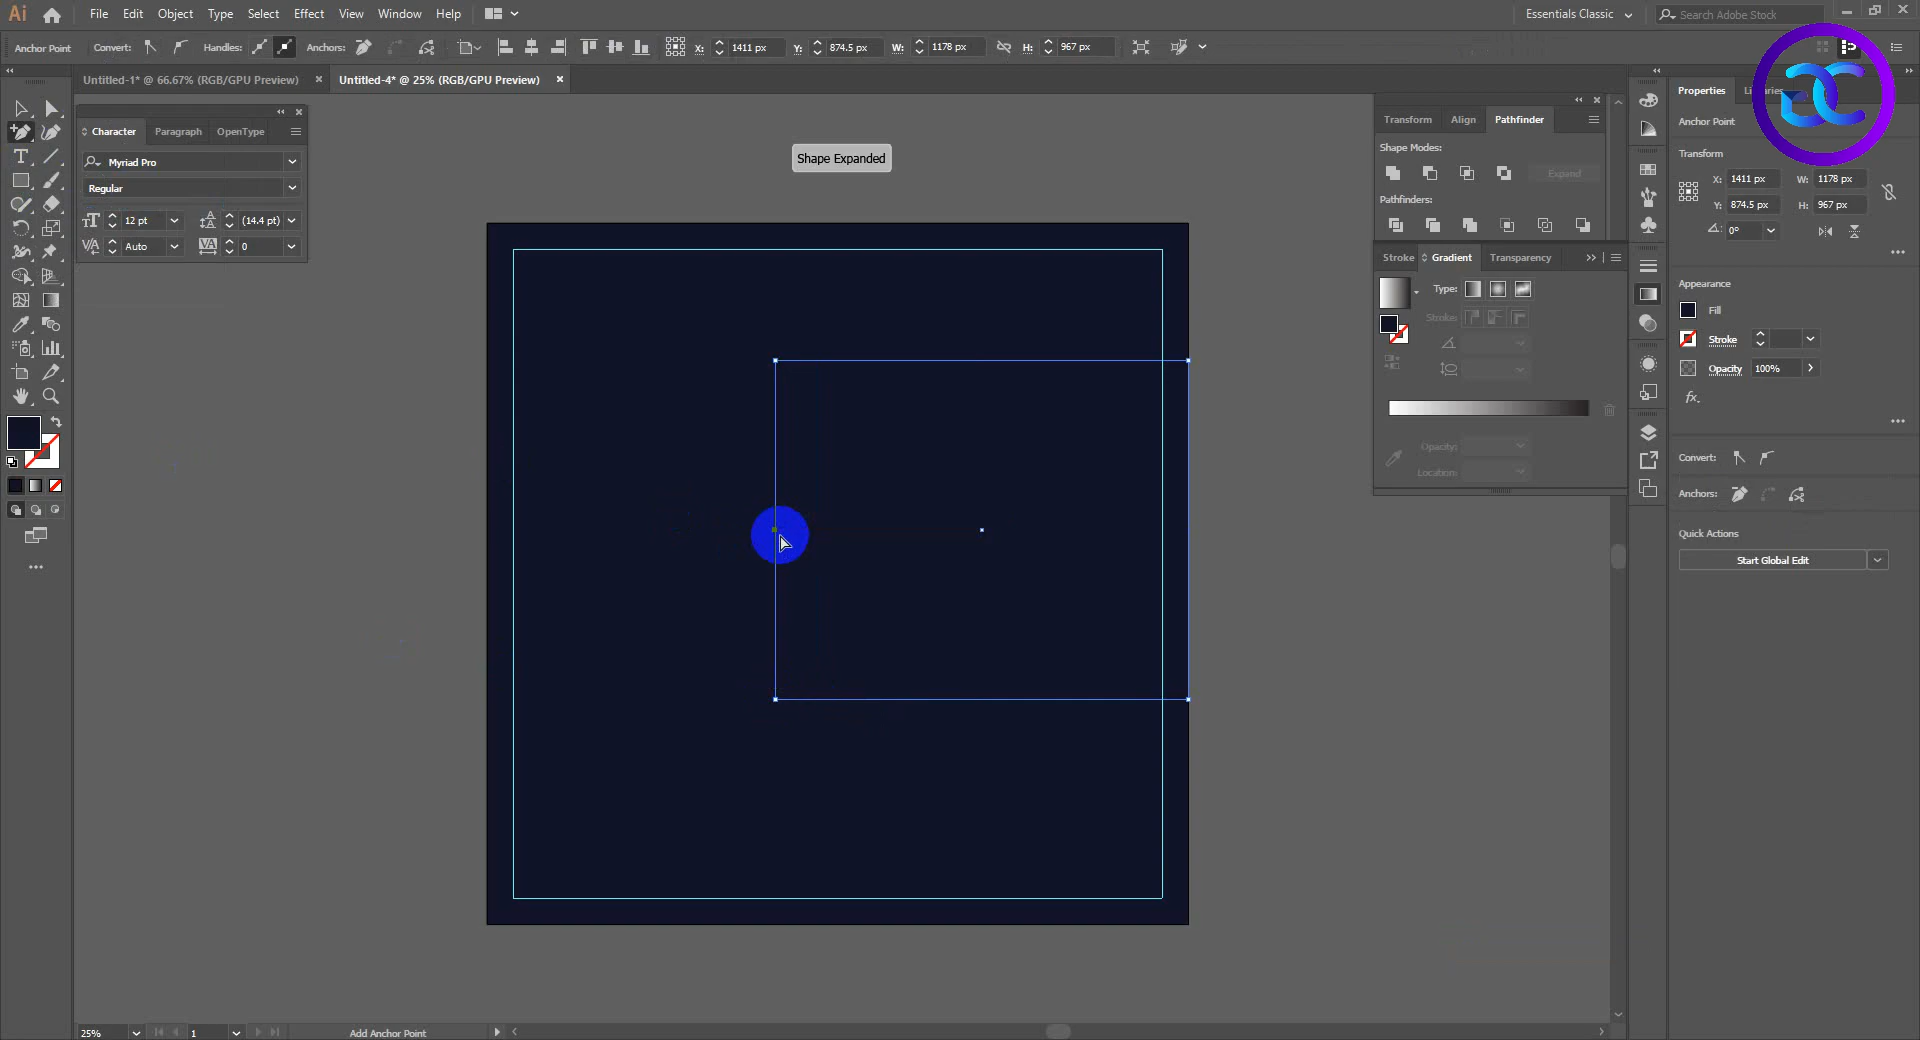 Ai File Edit Object Type Select Effect View Window Help Essentials Classic Search Adobe Stock
Anchor Point Convert: Handles: Anchors: X: 1411 px Y: 874.5 px W: 1178 px H: 967 px
Untitled-1* @ 66.67% (RGB/GPU Preview) × Untitled-4* @ 25% (RGB/GPU Preview) ×
Character Paragraph OpenType
Myriad Pro
Regular
12 pt (14.4 pt)
Auto 0
Shape Expanded
Transform Align Pathfinder
Shape Modes:
Expand
Pathfinders:
Stroke Gradient Transparency
Type:
Stroke:
Opacity:
Location:
Properties
Anchor Point
Transform
X: 1411 px W: 1178 px
Y: 874.5 px H: 967 px
0°
Appearance
Fill
Stroke
Opacity 100%
fx.
Convert:
Anchors:
Quick Actions
Start Global Edit
25% 1 Add Anchor Point